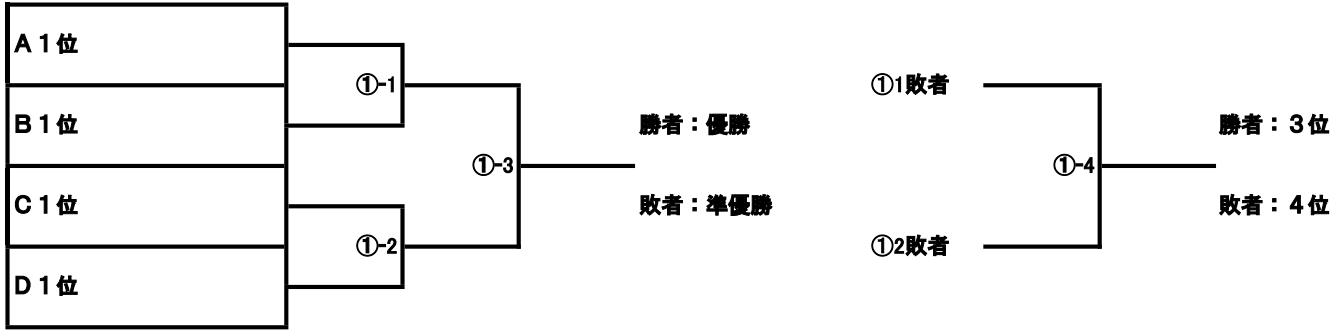 A１位
①-1
①1敗者
B１位
勝者：優勝
勝者：３位
①-3
①-4
C１位
敗者：準優勝
敗者：４位
①-2
①2敗者
D１位